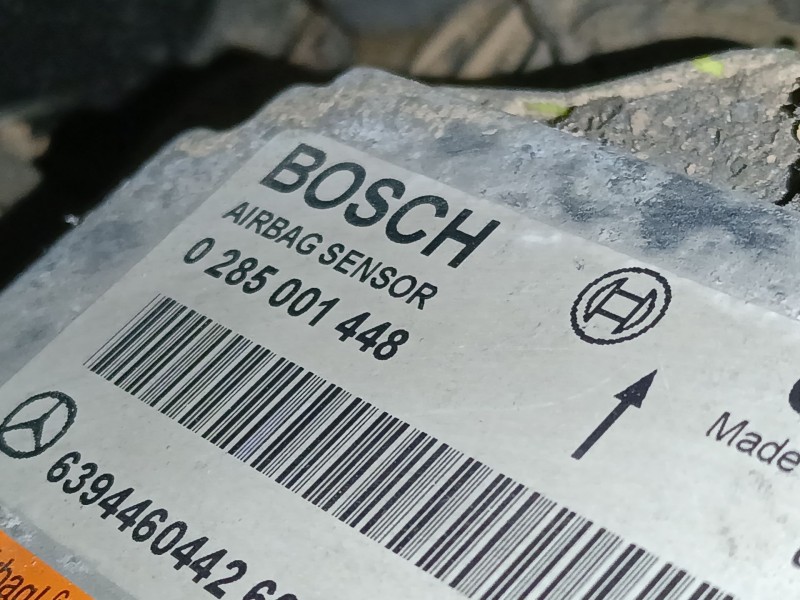 BOSCH
AIRBAG SENSOR
0 285 001 448
Made
6394460442